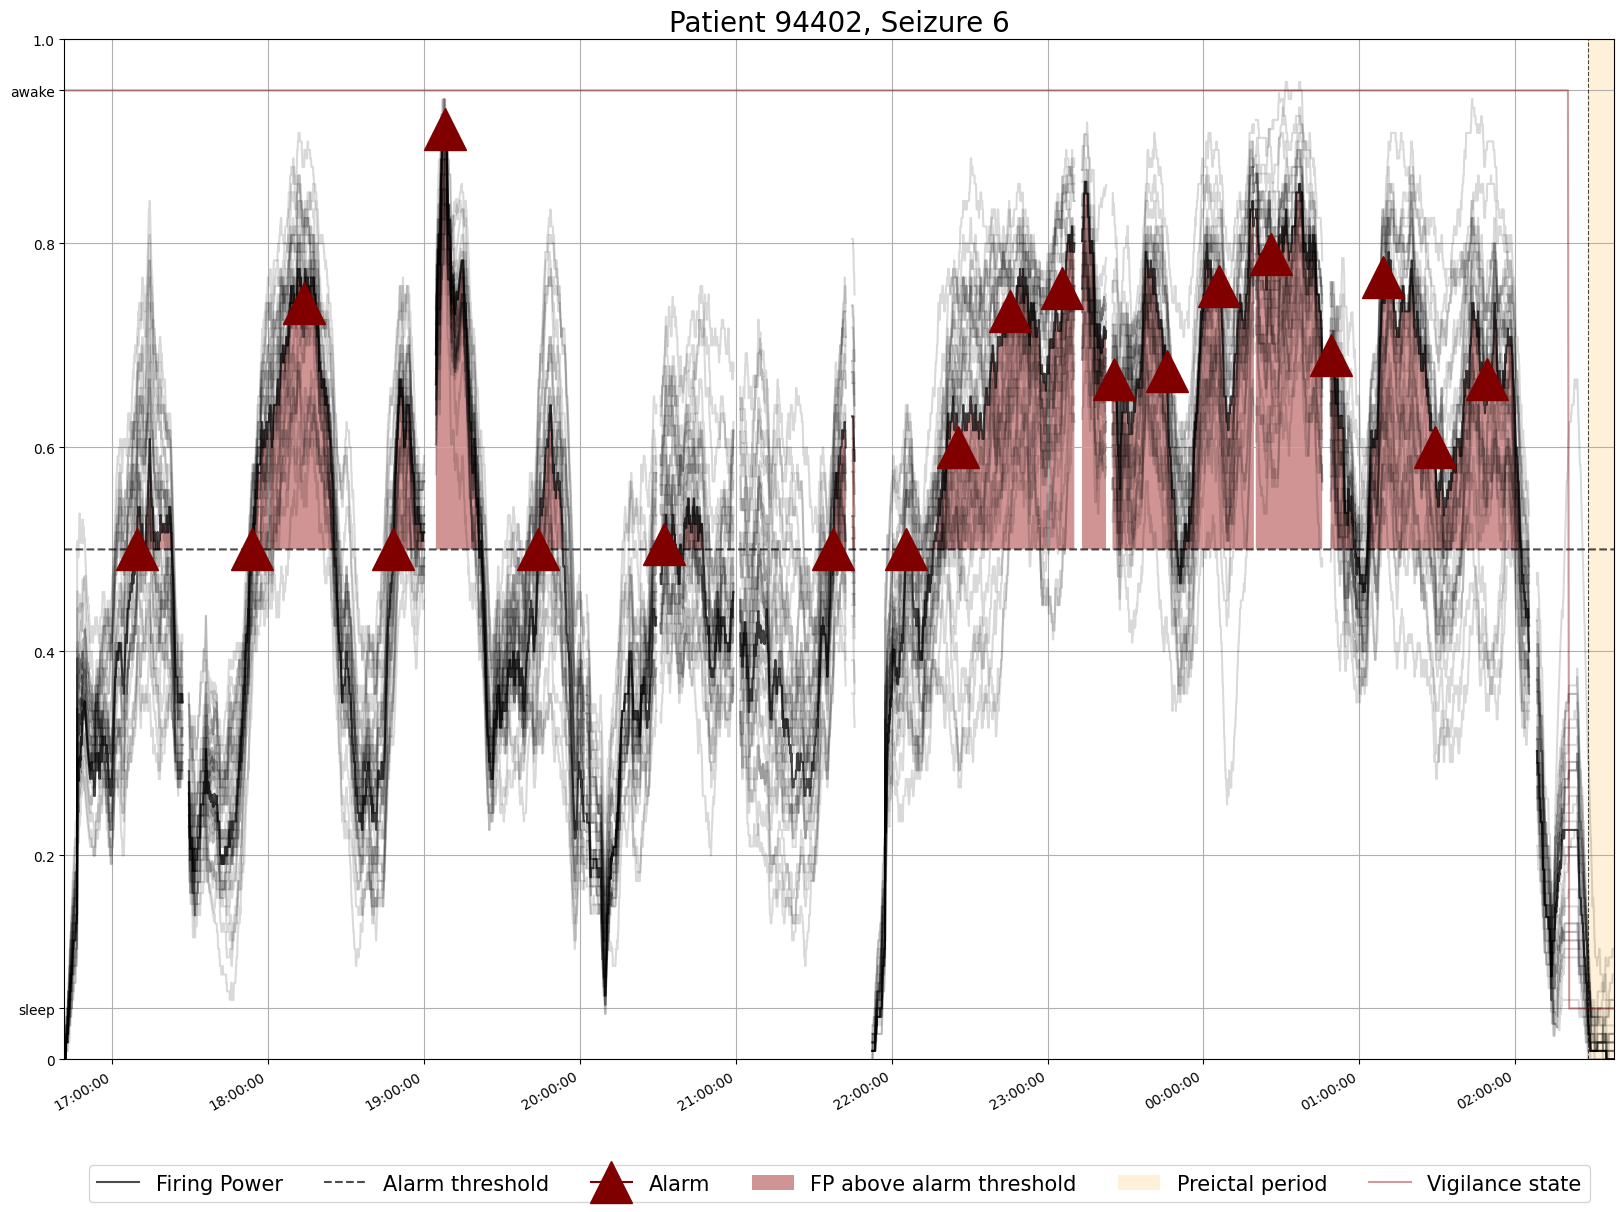 Patient 94402, Seizure 6
1.0
awake
0.8
0.6
0.4
0.2
sleep
0
17:00:00
18:00:00
19:00:00
20:00:00
21:00:00
22:00:00
23:00:00
00:00:00
01:00:00
02:00:00
Firing Power
Alarm threshold
Alarm
FP above alarm threshold
Preictal period
Vigilance state